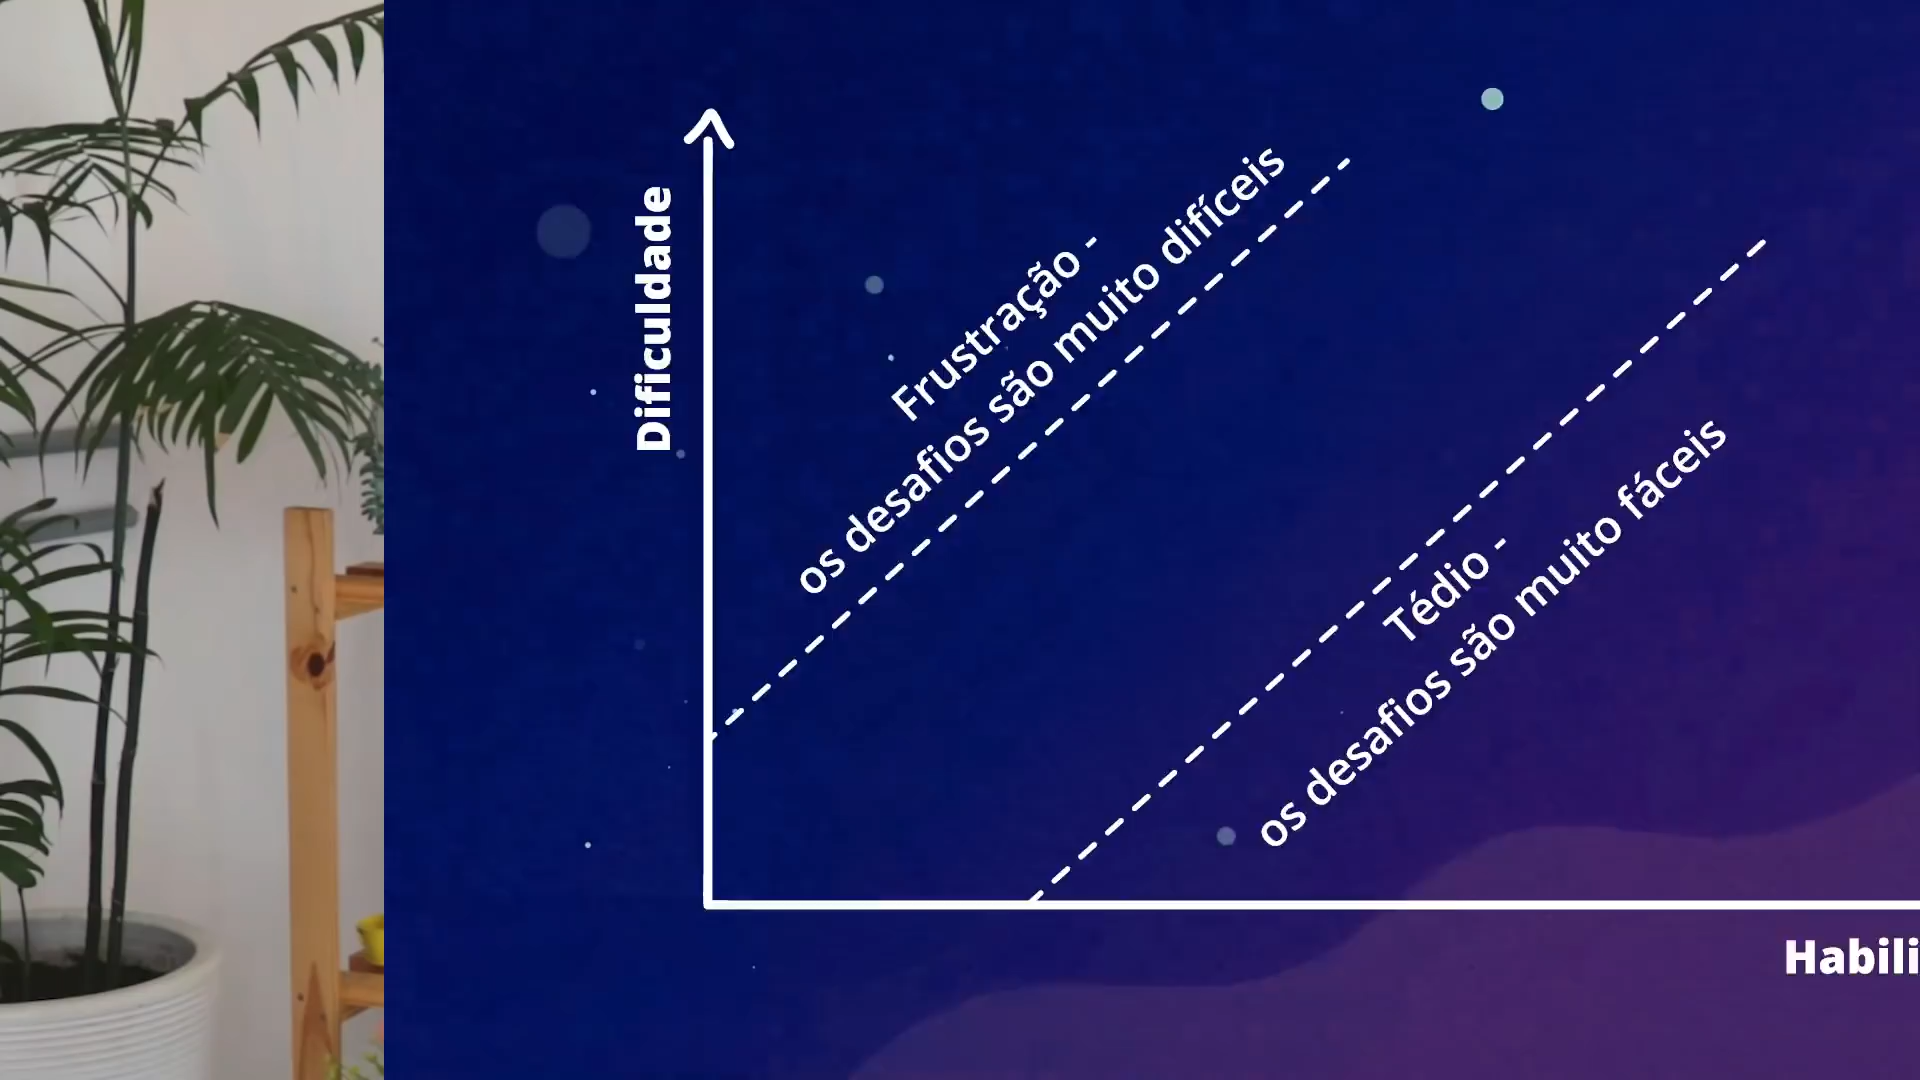 Dificuldade
Frustração -
os desafios são muito difíceis
Tédio -
os desafios são muito fáceis
Habili